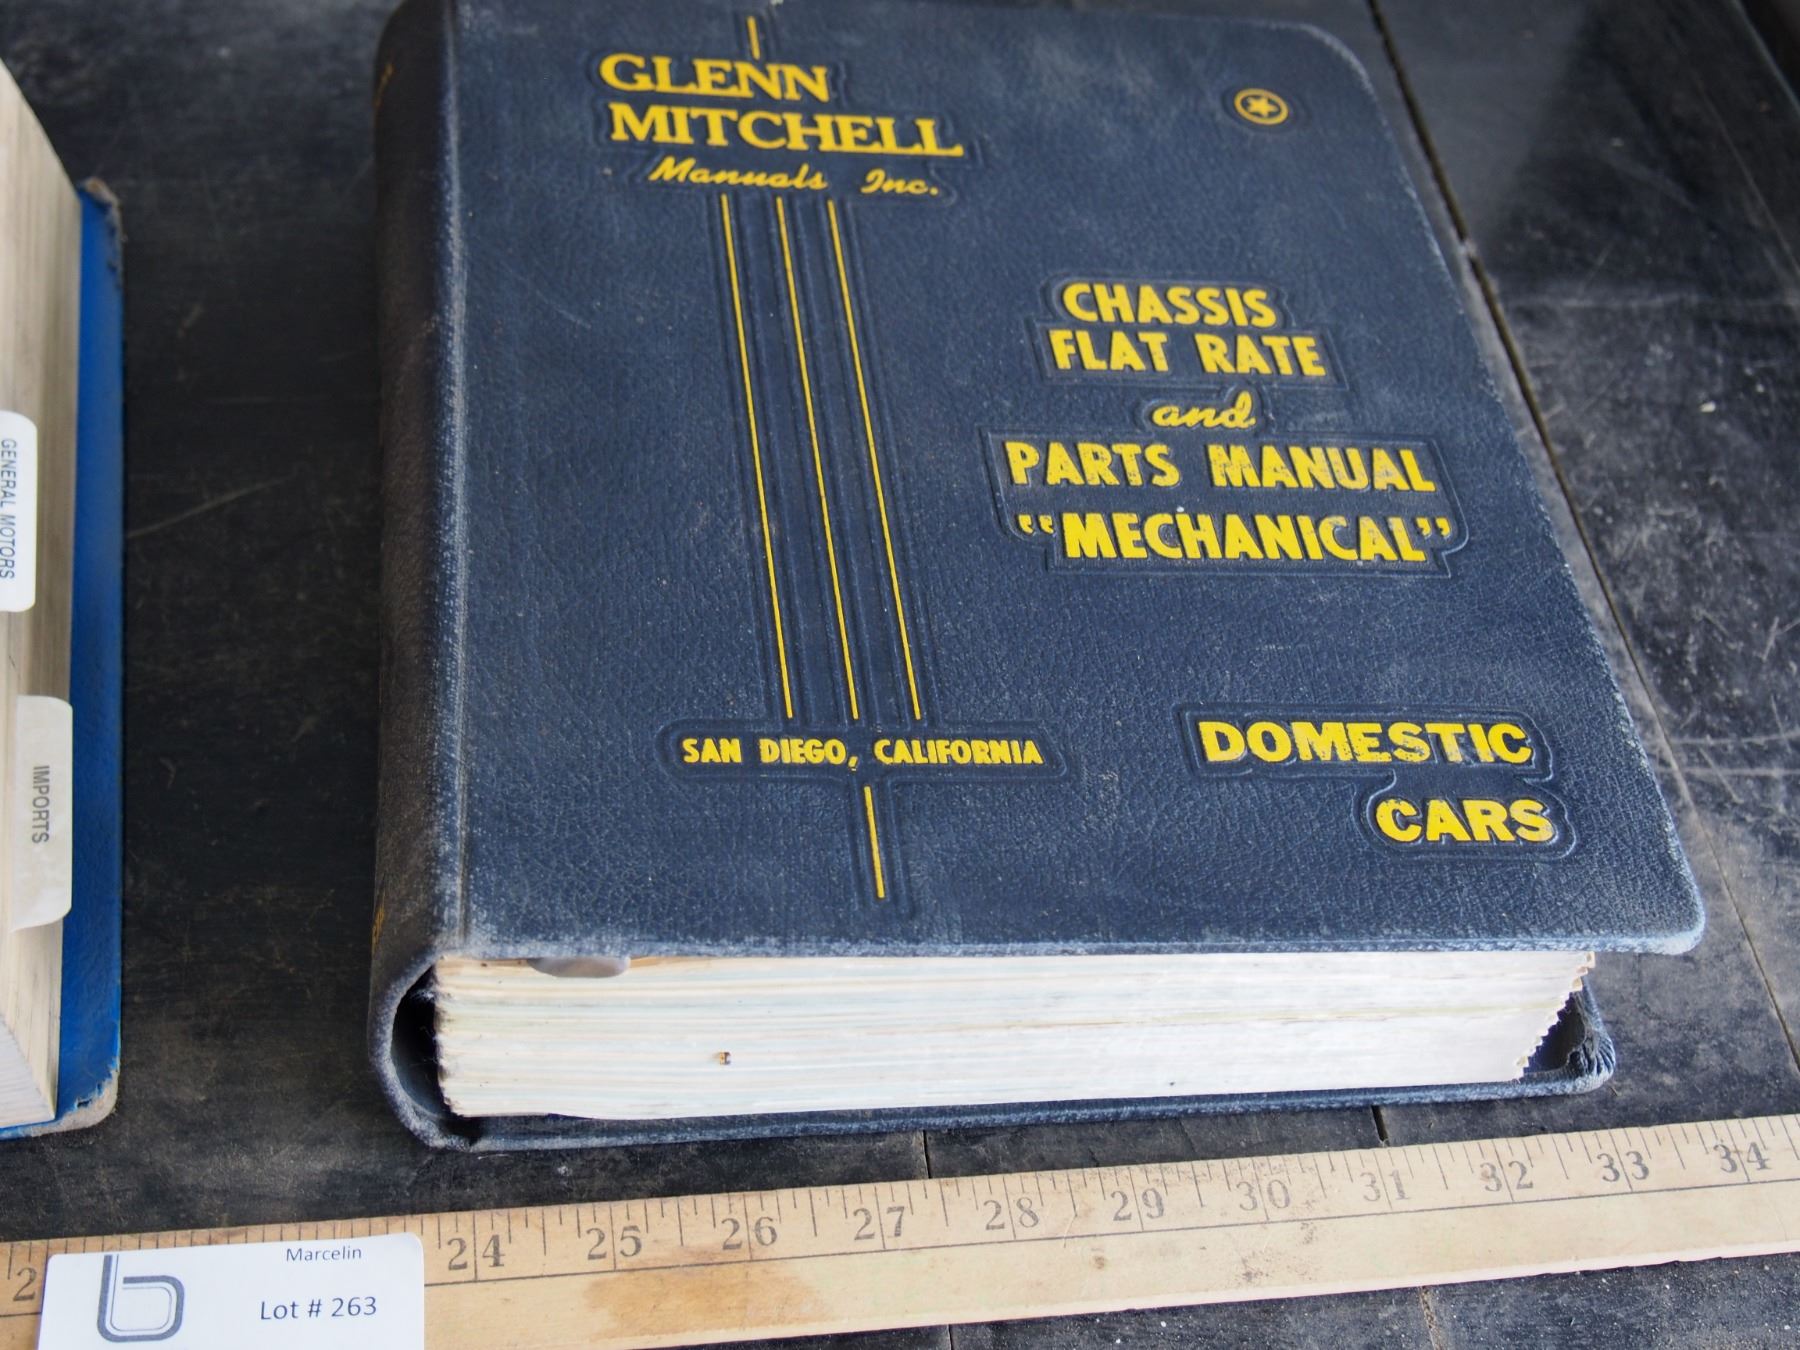 GLENN
MITCHELL
Manuals Inc.
CHASSIS
FLAT RATE
and
PARTS MANUAL
“MECHANICAL”
SAN DIEGO, CALIFORNIA
DOMESTIC
CARS
GENERAL MOTORS
IMPORTS
2
24 25 26 27 28 29 30 31 32 33 34
Marcelin
b
Lot # 263